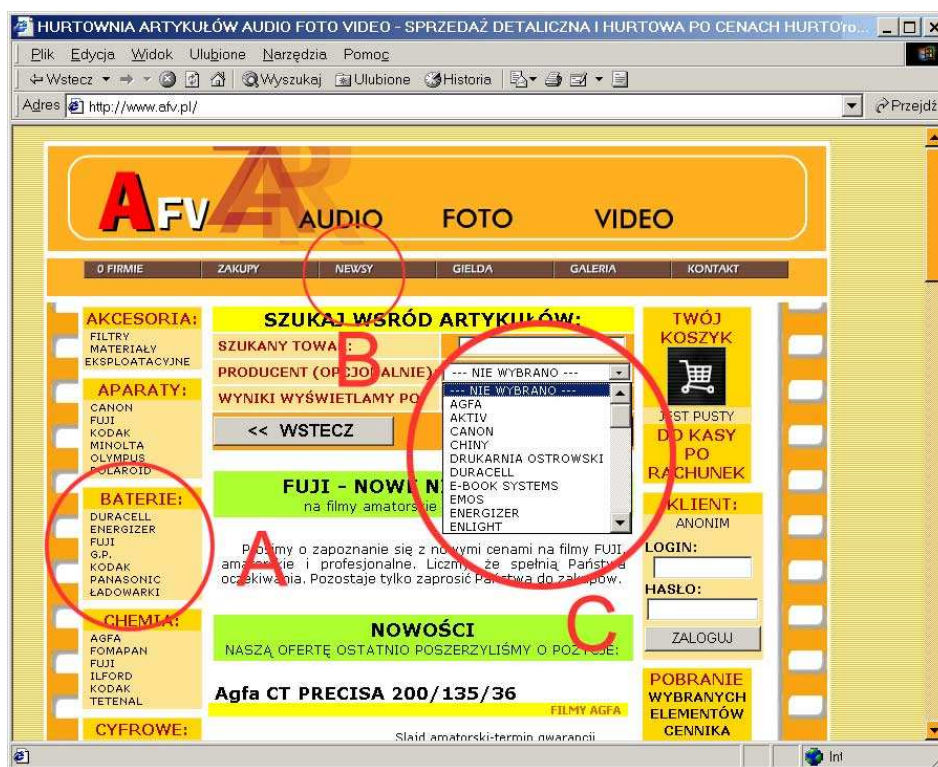 HURTOWNIA ARTYKUŁÓW AUDIO FOTO VIDEO - SPRZEDAŻ DETALICZNA I HURTOWA PO CENACH HURTO
Plik Edycja Widok Ulubione Narzędzia Pomoc
Wstecz Wyszukaj Ulubione Historia
Adres http://www.afv.pl/ Przejdź
AFV
AUDIO FOTO VIDEO
O FIRMIE ZAKUPY NEWSY GIELDA GALERIA KONTAKT
AKCESORIA:
FILTRY
MATERIAŁY
EKSPLOATACYJNE
APARATY:
CANON
FUJI
KODAK
MINOLTA
OLYMPUS
POLAROID
BATERIE:
DURACELL
ENERGIZER
FUJI
G.P.
KODAK
PANASONIC
ŁADOWARKI
A
CHEMIA:
AGFA
FOMAPAN
FUJI
ILFORD
KODAK
TETENAL
CYFROWE:
SZUKAJ WSRÓD ARTYKUŁÓW:
SZUKANY TOWAR:
PRODUCENT (OPCJONALNIE):
--- NIE WYBRANO ---
WYNIKI WYŚWIETLAMY PO
B
<< WSTECZ
--- NIE WYBRANO ---
AGFA
AKTIV
CANON
CHINY
DRUKARNIA OSTROWSKI
DURACELL
E-BOOK SYSTEMS
EMOS
ENERGIZER
ENLIGHT
C
FUJI - NOWE
na filmy amatorskie
Prosimy o zapoznanie się z nowymi cenami na filmy FUJI,
amatorskie i profesjonalne. Liczmy, że spełnią Państwa
oczekiwania. Pozostaje tylko zaprosić Państwa do zakupów.
NOWOŚCI
NASZĄ OFERTĘ OSTATNIO POSZERZYLIŚMY O POZYCJE:
Agfa CT PRECISA 200/135/36
FILMY AGFA
Slajd amatorski-termin gwarancji
TWÓJ
KOSZYK
JEST PUSTY
DO KASY
PO
RACHUNEK
KLIENT:
ANONIM
LOGIN:
HASŁO:
ZALOGUJ
POBRANIE
WYBRANYCH
ELEMENTÓW
CENNIKA